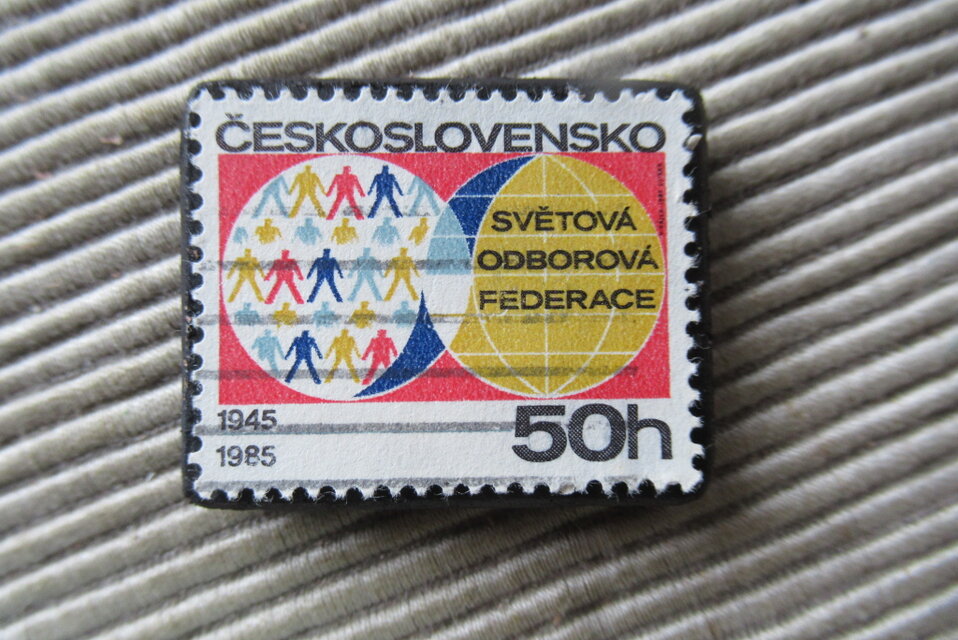 ČESKOSLOVENSKO
SVĚTOVÁ
ODBOROVÁ
FEDERACE
1945
1985
50h